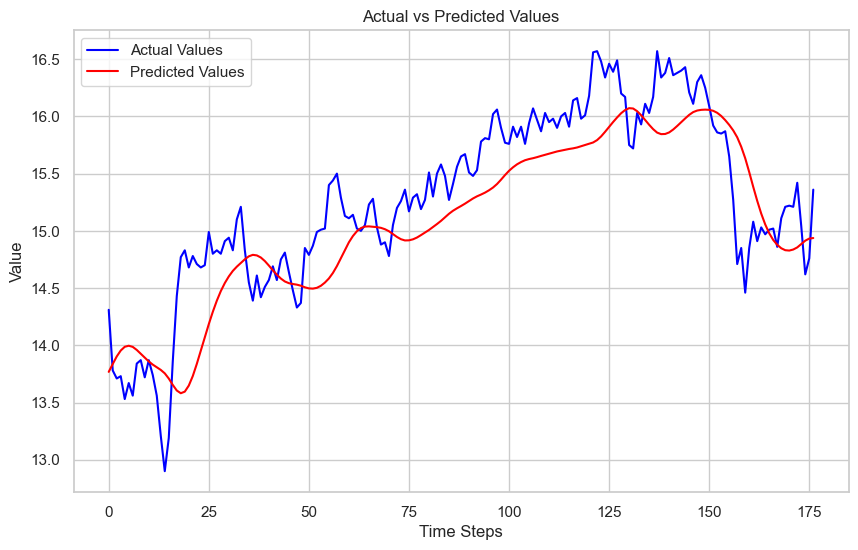 Actual vs Predicted Values
Actual Values
Predicted Values
16.5
16.0
15.5
15.0
14.5
14.0
13.5
13.0
Value
0 25 50 75 100 125 150 175
Time Steps